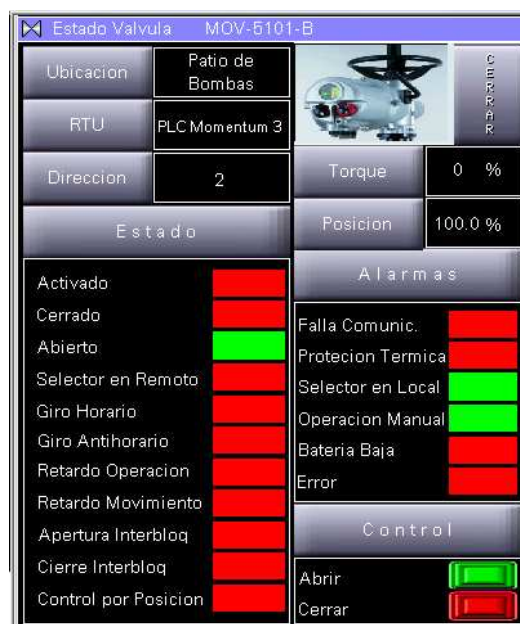 Estado Valvula MOV-5101-B
Ubicacion
Patio de
Bombas
RTU
PLC Momentum 3
Direccion
2
Estado
Activado
Cerrado
Abierto
Selector en Remoto
Giro Horario
Giro Antihorario
Retardo Operacion
Retardo Movimiento
Apertura Interbloq
Cierre Interbloq
Control por Posicion
CERRAR
Torque
0 %
Posicion
100.0 %
Alarmas
Falla Comunic.
Protecion Termica
Selector en Local
Operacion Manual
Bateria Baja
Error
Control
Abrir
Cerrar